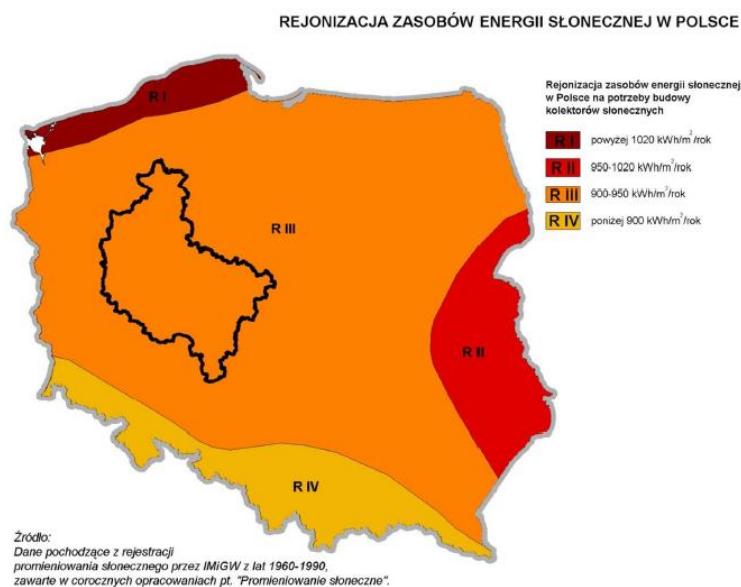 REJONIZACJA ZASOBÓW ENERGII SŁONECZNEJ W POLSCE
Rejonizacja zasobów energii słonecznej
w Polsce na potrzeby budowy
kolektorów słonecznych
R I powyżej 1020 kWh/m²/rok
R II 950-1020 kWh/m²/rok
R III 900-950 kWh/m²/rok
R IV poniżej 900 kWh/m²/rok
R I
R III
R II
R IV
Źródło:
Dane pochodzące z rejestracji
promieniowania słonecznego przez IMiGW z lat 1960-1990,
zawarte w corocznych opracowaniach pt. "Promieniowanie słoneczne".